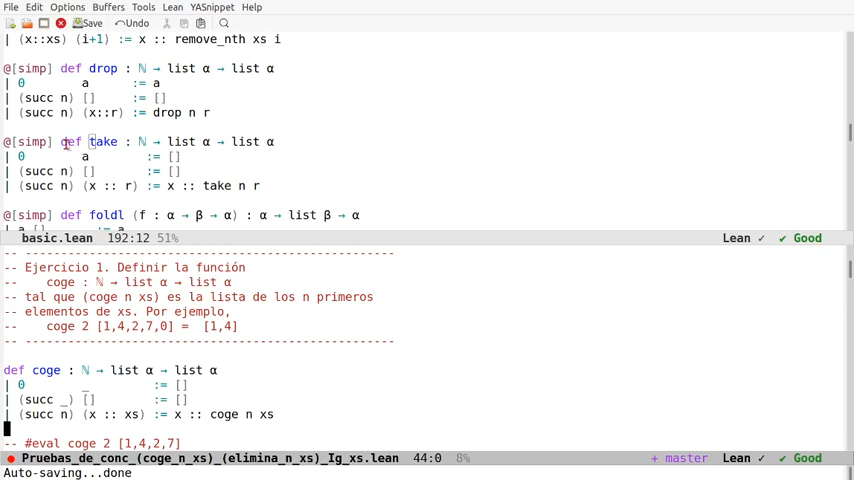 File Edit Options Buffers Tools Lean YASnippet Help
Save Undo
| (x::xs) (i+1) := x :: remove_nth xs i
@[simp] def drop : ℕ → list α → list α
| 0        a      := a
| (succ n) []     := []
| (succ n) (x::r) := drop n r
@[simp] def take : ℕ → list α → list α
| 0        a        := []
| (succ n) []       := []
| (succ n) (x :: r) := x :: take n r
@[simp] def foldl (f : α → β → α) : α → list β → α
| a []     := a
basic.lean 192:12 51% Lean ✓ ✔ Good
-- ----------------------------------------------------
-- Ejercicio 1. Definir la función
--    coge : ℕ → list α → list α
-- tal que (coge n xs) es la lista de los n primeros
-- elementos de xs. Por ejemplo,
--    coge 2 [1,4,2,7,0] =  [1,4]
-- ----------------------------------------------------
def coge : ℕ → list α → list α
| 0        _         := []
| (succ _) []        := []
| (succ n) (x :: xs) := x :: coge n xs
-- #eval coge 2 [1,4,2,7]
Pruebas_de_conc_(coge_n_xs)_(elimina_n_xs)_Ig_xs.lean 44:0 8% + master Lean ✓ ✔ Good
Auto-saving...done